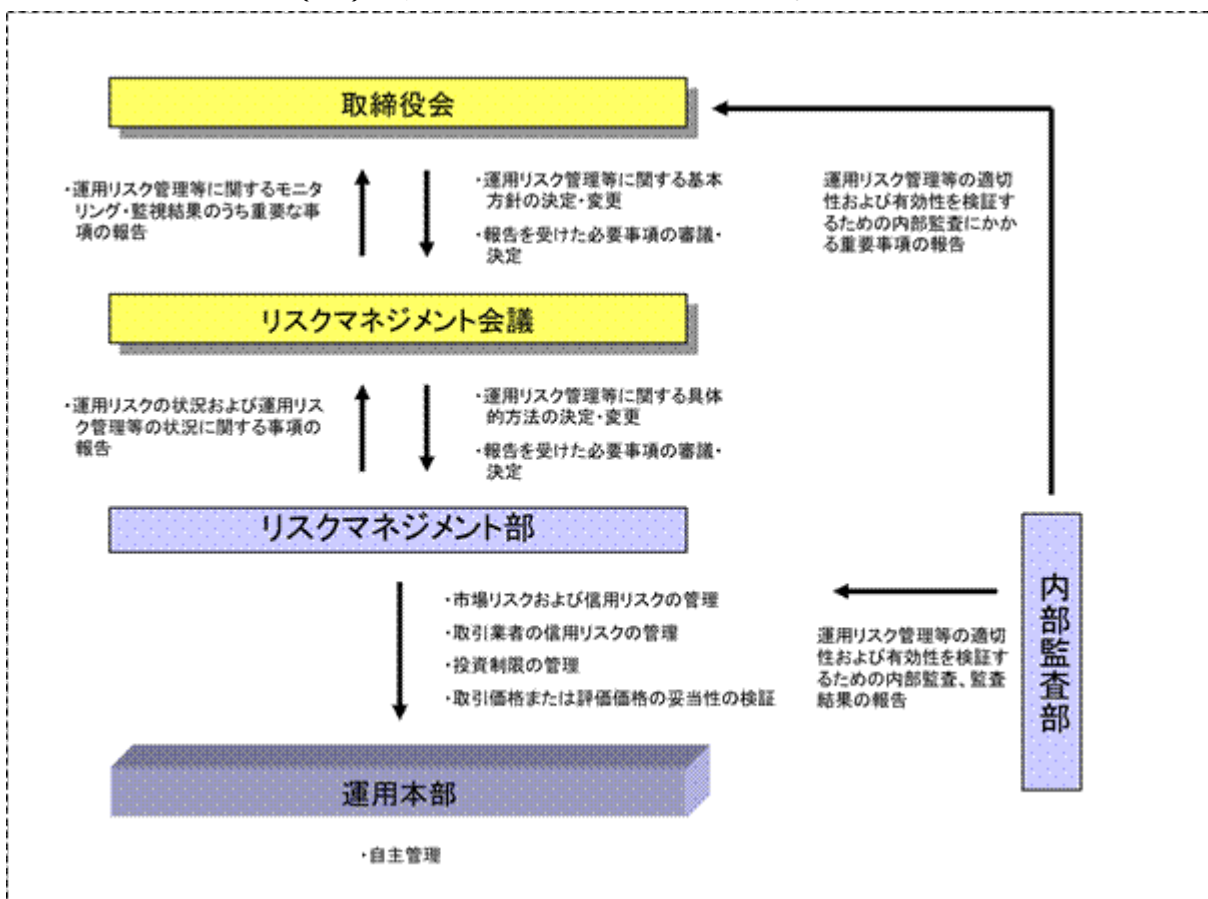 取締役会
・運用リスク管理等に関するモニ
タリング・監視結果のうち重要な事
項の報告
・運用リスク管理等に関する基本
方針の決定・変更
・報告を受けた必要事項の審議・
決定
運用リスク管理等の適切
性および有効性を検証す
るための内部監査にかか
る重要事項の報告
リスクマネジメント会議
・運用リスクの状況および運用リス
ク管理等の状況に関する事項の
報告
・運用リスク管理等に関する具体
的方法の決定・変更
・報告を受けた必要事項の審議・
決定
リスクマネジメント部
・市場リスクおよび信用リスクの管理
・取引業者の信用リスクの管理
・投資制限の管理
・取引価格または評価価格の妥当性の検証
運用リスク管理等の適切
性および有効性を検証す
るための内部監査、監査
結果の報告
内部監査部
運用本部
・自主管理